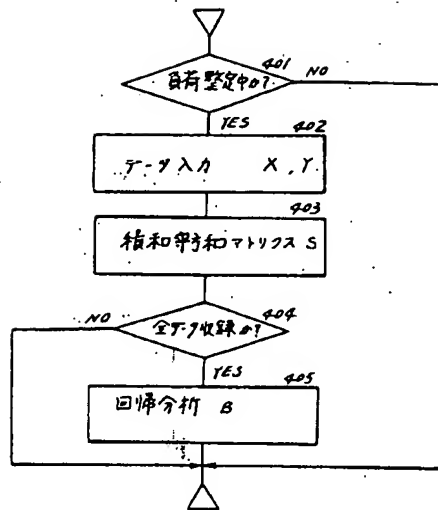 401
負荷整定中か?
NO
YES
402
データ入力 X, Y
403
積和平方和マトリクス S
404
NO
全データ収録か?
YES
405
回帰分析 B